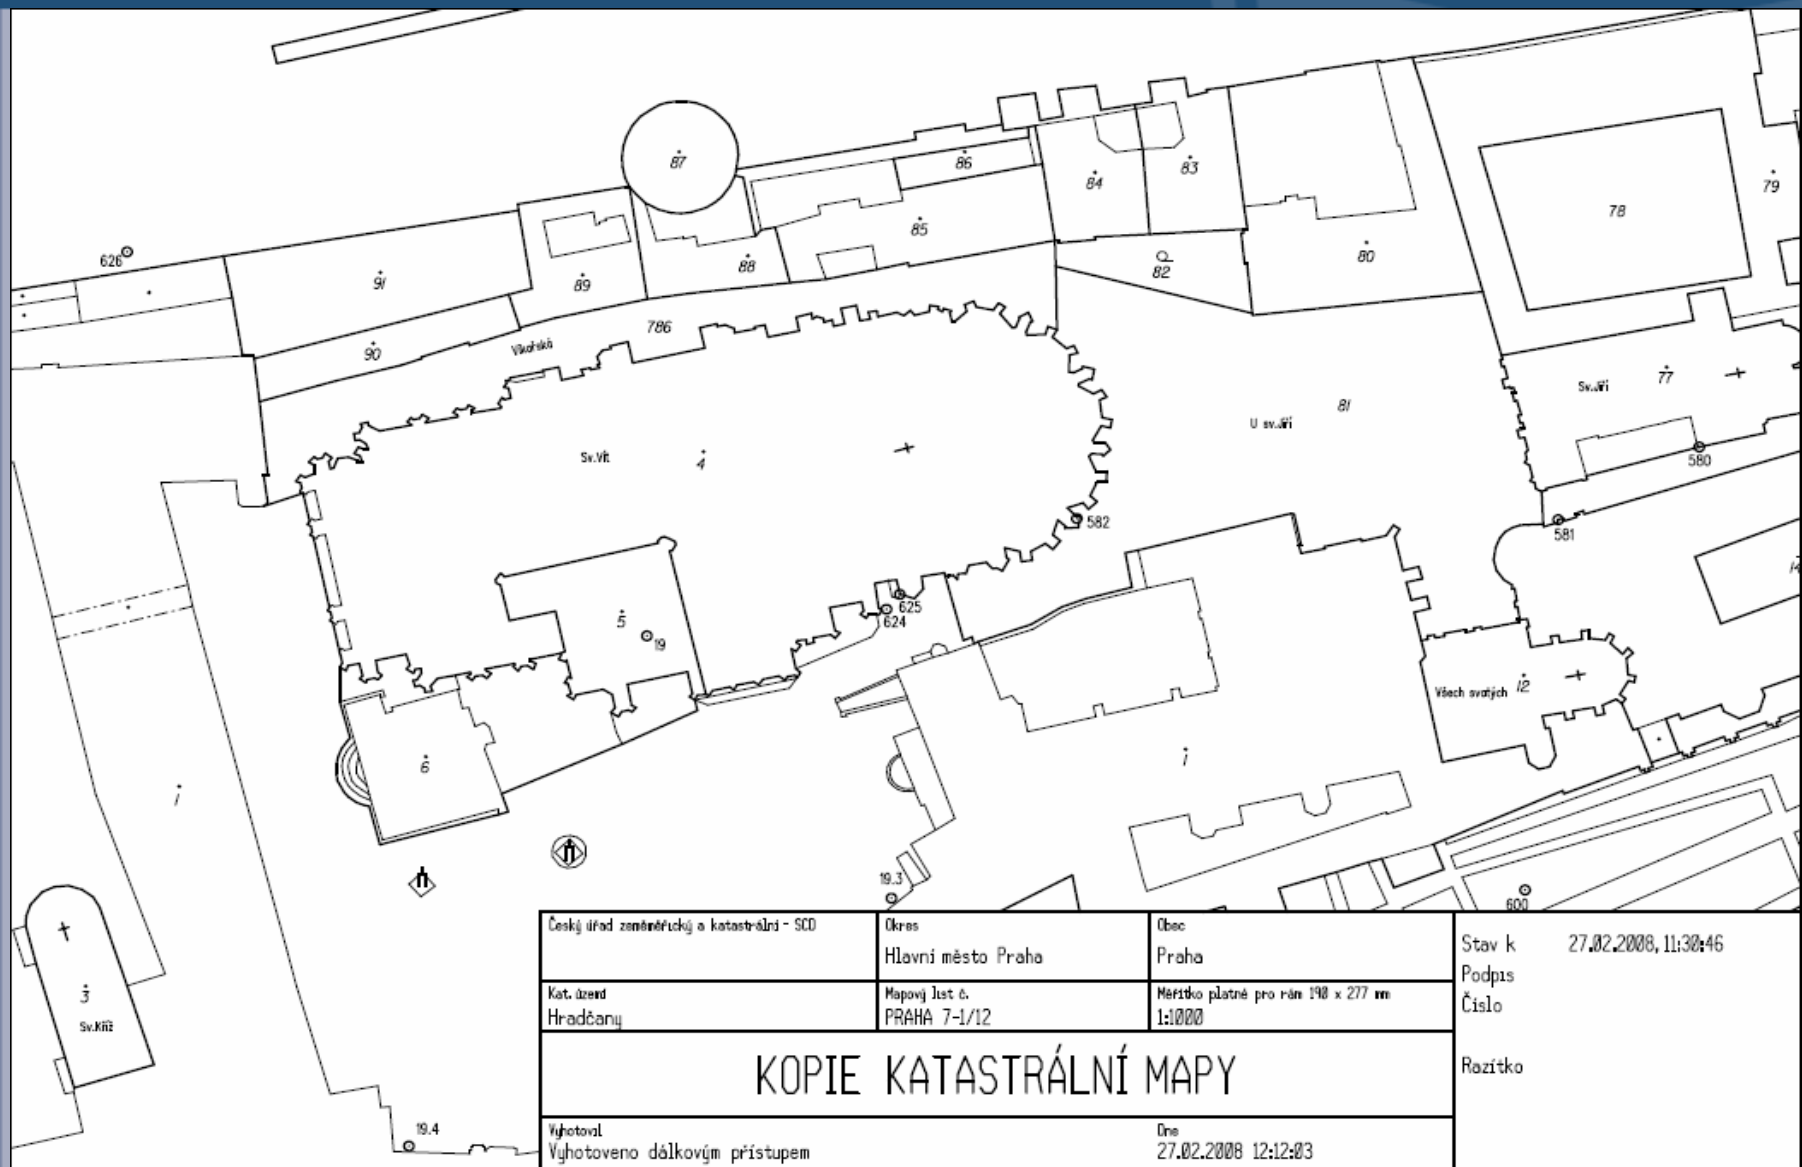 87
86
84
83
79
78
626
91
85
88
89
82
80
786
90
Vikářská
Sv.Jiří
77
81
U sv.Jiří
Sv.Vít
4
580
582
581
14
625
624
5
19
12
Všech svatých
6
1
1
19.3
600
3
Sv.Kříž
19.4
Český úřad zeměměřický a katastrální - SCD
Okres
Hlavní město Praha
Obec
Praha
Kat. území
Hradčany
Mapový list č.
PRAHA 7-1/12
Měřítko platné pro rám 190 x 277 mm
1:1000
KOPIE KATASTRÁLNÍ MAPY
Vyhotovil
Vyhotoveno dálkovým přístupem
Dne
27.02.2008 12:12:03
Stav k 27.02.2008, 11:30:46
Podpis
Číslo
Razítko